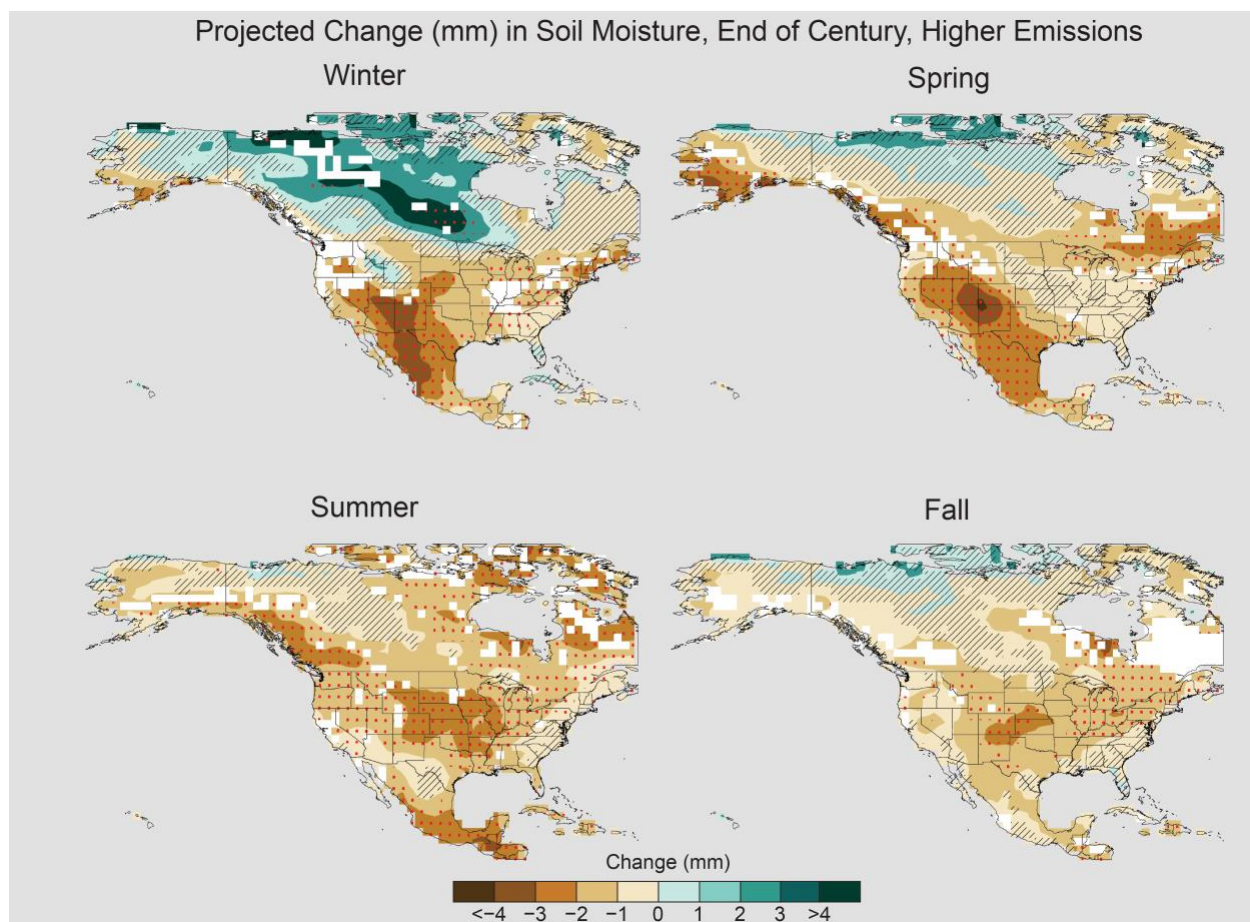 Projected Change (mm) in Soil Moisture, End of Century, Higher Emissions
Winter
Spring
Summer
Fall
Change (mm)
<−4 −3 −2 −1 0 1 2 3 >4